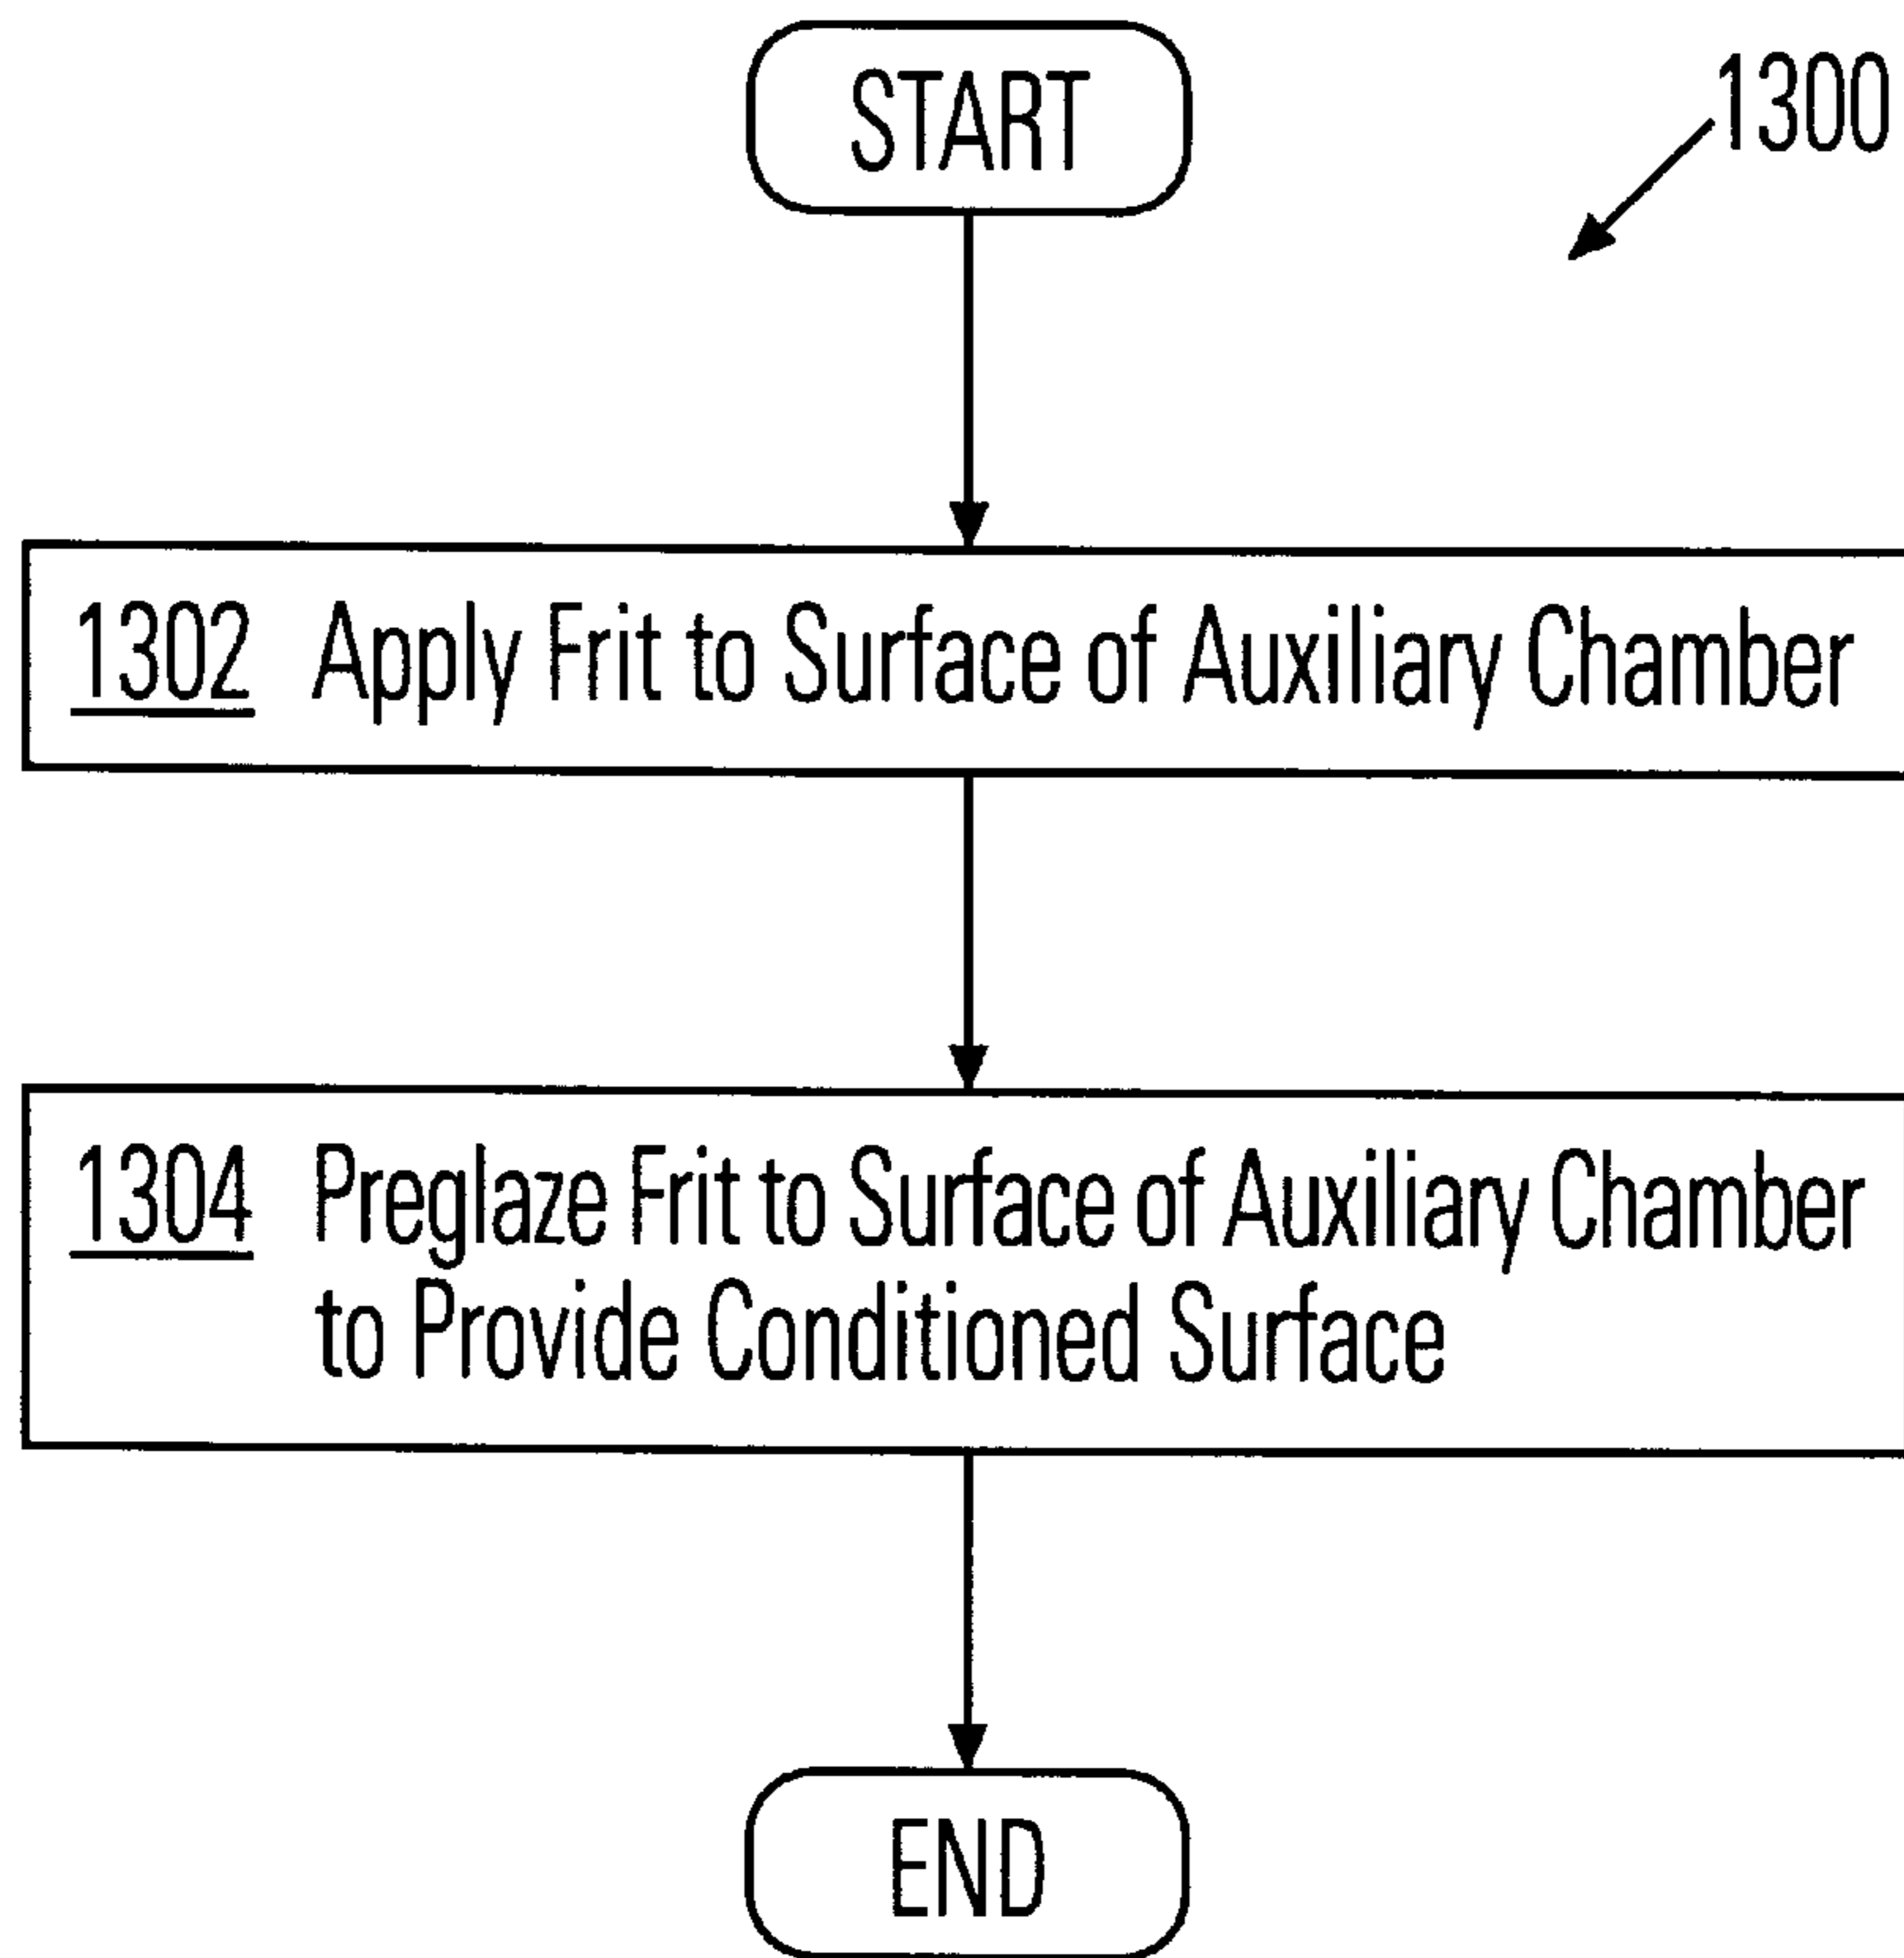 START
1300
1302 Apply Frit to Surface of Auxiliary Chamber
1304 Preglaze Frit to Surface of Auxiliary Chamber
to Provide Conditioned Surface
END